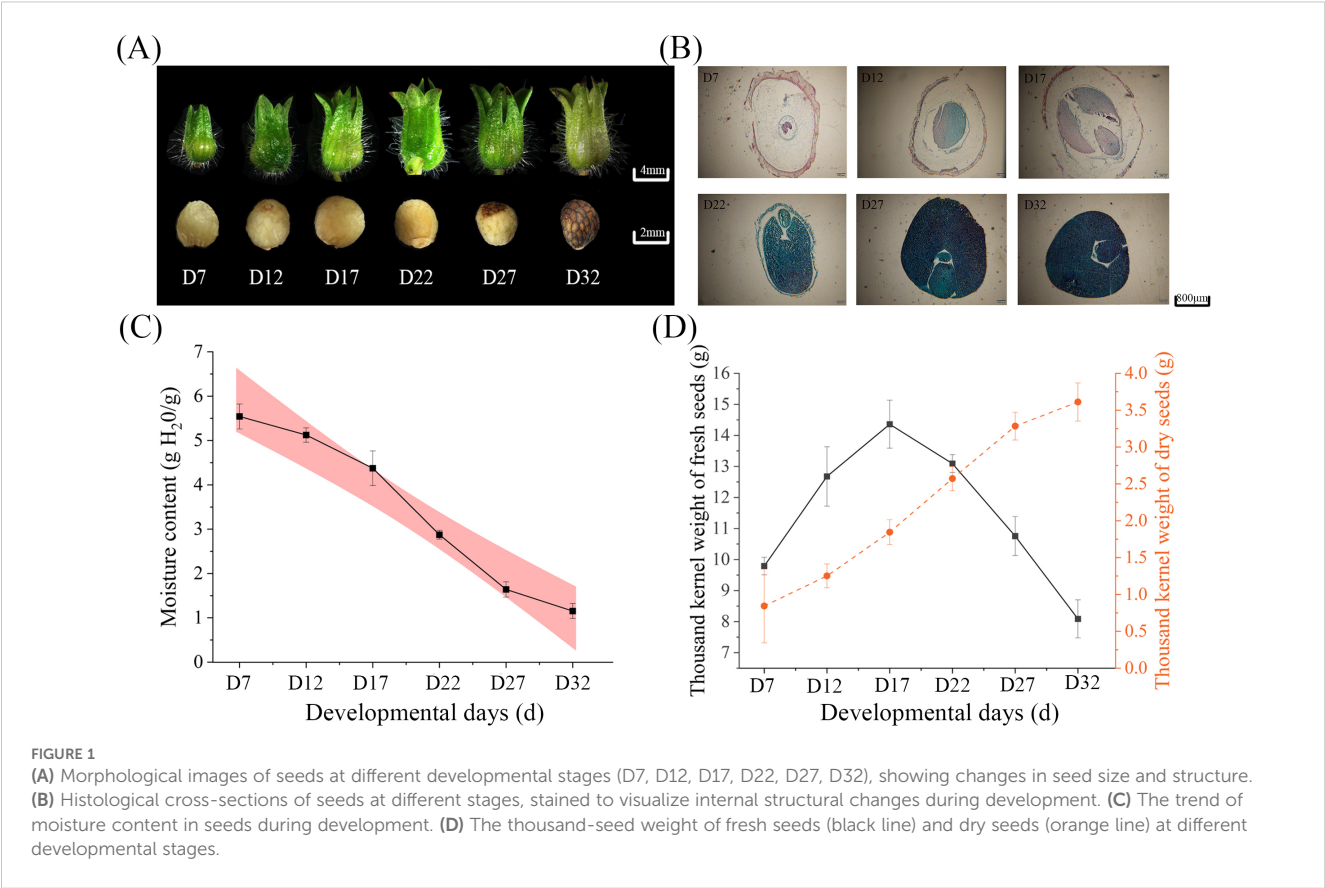 (A)
4mm
2mm
D7 D12 D17 D22 D27 D32
(B)
D7 D12 D17
D22 D27 D32
800μm
(C)
Moisture content (g H20/g)
7
6
5
4
3
2
1
0
D7 D12 D17 D22 D27 D32
Developmental days (d)
(D)
Thousand kernel weight of fresh seeds (g)
16
15
14
13
12
11
10
9
8
7
4.0
3.5
3.0
2.5
2.0
1.5
1.0
0.5
0.0
Thousand kernel weight of dry seeds (g)
D7 D12 D17 D22 D27 D32
Developmental days (d)
FIGURE 1
(A) Morphological images of seeds at different developmental stages (D7, D12, D17, D22, D27, D32), showing changes in seed size and structure.
(B) Histological cross-sections of seeds at different stages, stained to visualize internal structural changes during development. (C) The trend of
moisture content in seeds during development. (D) The thousand-seed weight of fresh seeds (black line) and dry seeds (orange line) at different
developmental stages.